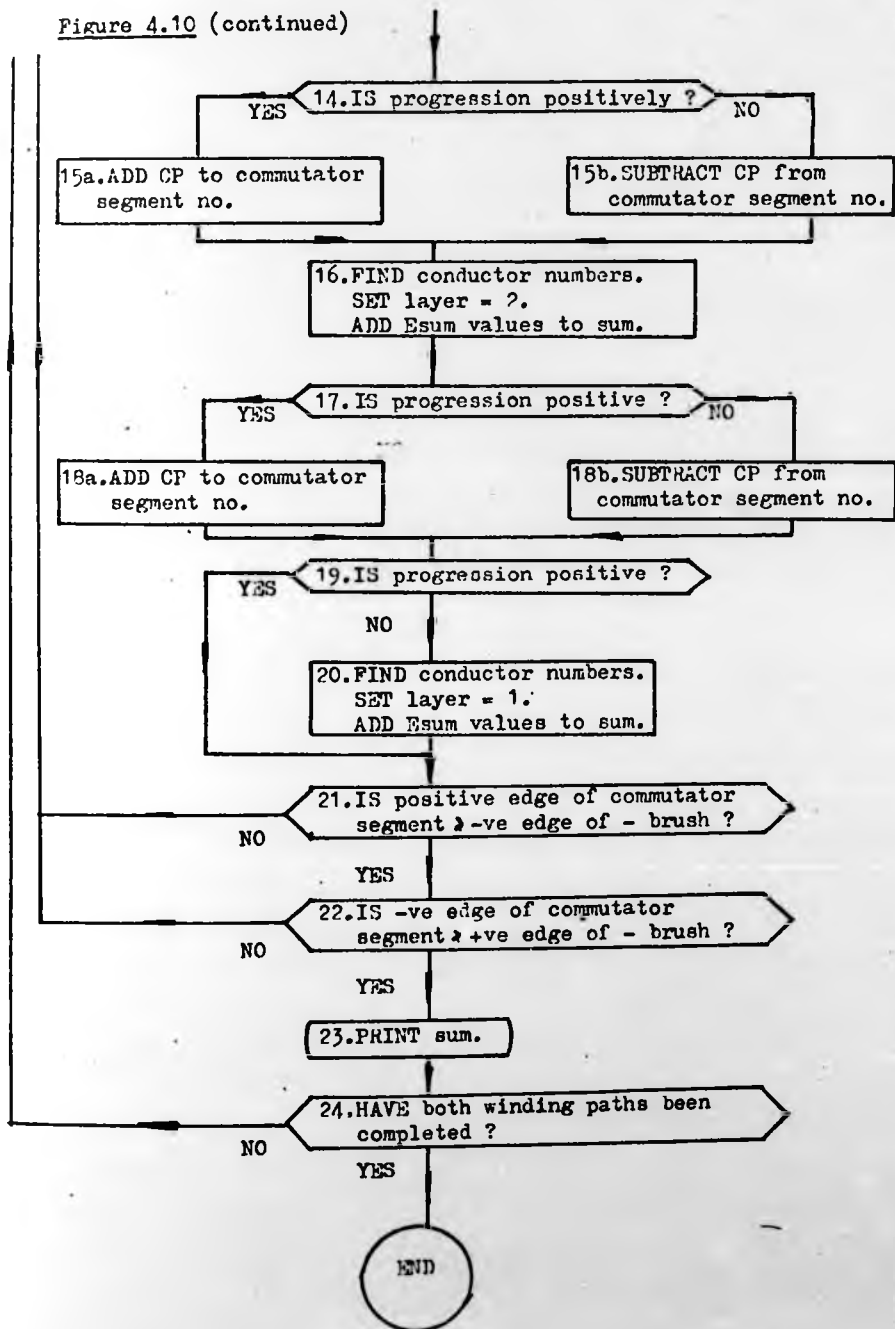 Figure 4.10 (continued)
14.IS progression positively ?
YES
NO
15a.ADD CP to commutator
segment no.
15b.SUBTRACT CP from
commutator segment no.
16.FIND conductor numbers.
SET layer = 2.
ADD Esum values to sum.
17.IS progression positive ?
YES
NO
18a.ADD CP to commutator
segment no.
18b.SUBTRACT CP from
commutator segment no.
19.IS progression positive ?
YES
NO
20.FIND conductor numbers.
SET layer = 1.
ADD Esum values to sum.
21.IS positive edge of commutator
segment -ve edge of - brush ?
NO
YES
22.IS -ve edge of commutator
segment +ve edge of - brush ?
NO
YES
23.PRINT sum.
24.HAVE both winding paths been
completed ?
NO
YES
END